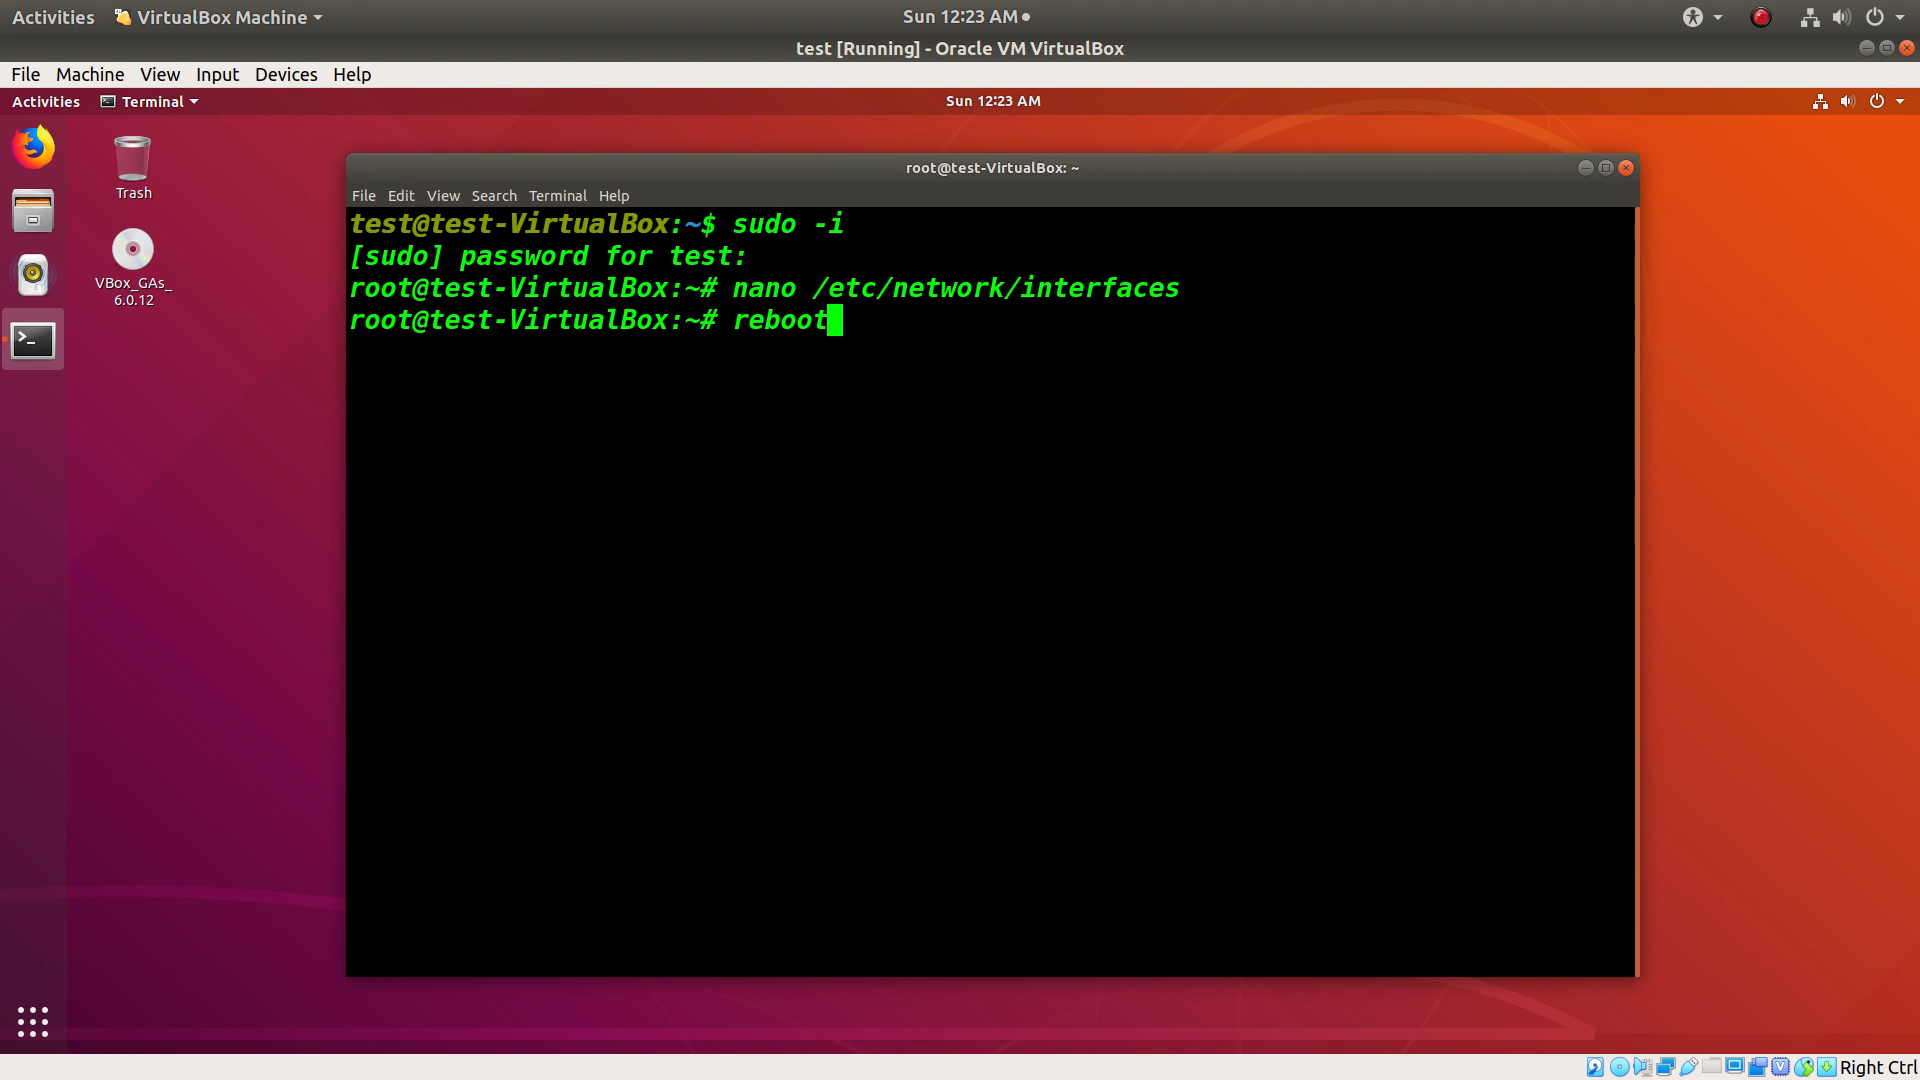 Activities VirtualBox Machine Sun 12:23 AM
test [Running] - Oracle VM VirtualBox
File Machine View Input Devices Help
Activities Terminal Sun 12:23 AM
Trash
VBox_GAs_
6.0.12
root@test-VirtualBox: ~
File Edit View Search Terminal Help
test@test-VirtualBox:~$ sudo -i
[sudo] password for test:
root@test-VirtualBox:~# nano /etc/network/interfaces
root@test-VirtualBox:~# reboot
Right Ctrl